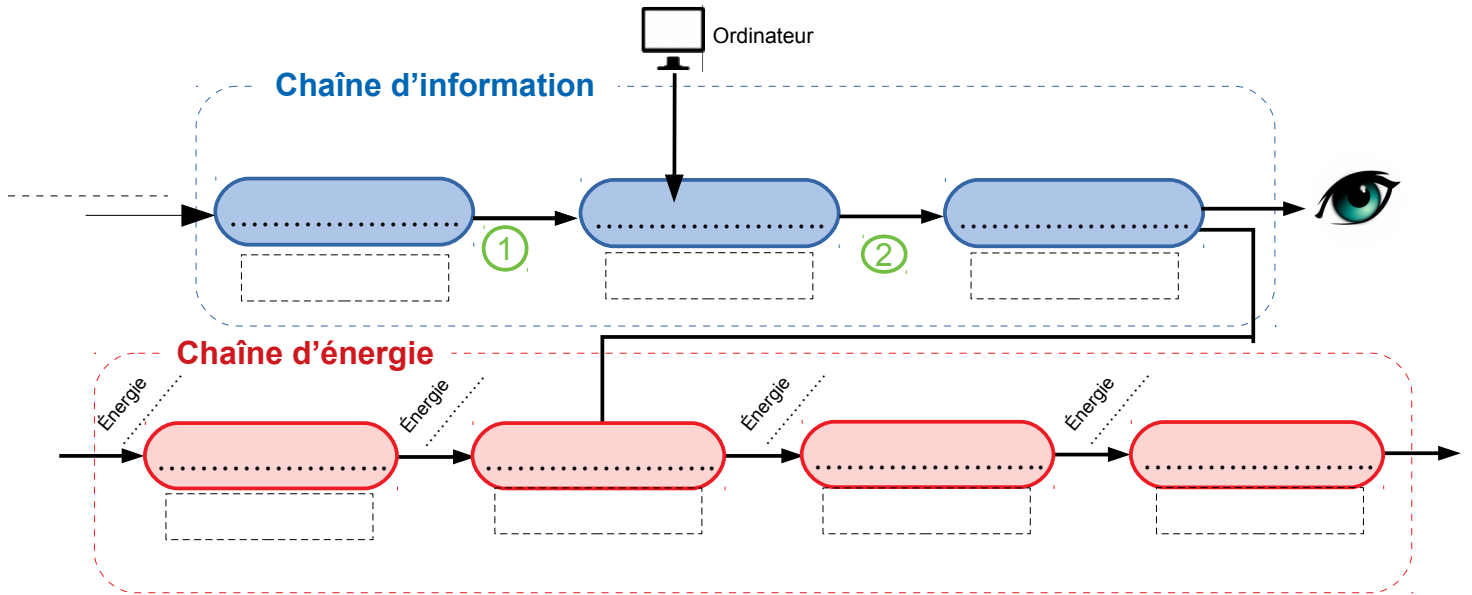 Ordinateur
Chaîne d’information
1
2
Chaîne d’énergie
Énergie
Énergie
Énergie
Énergie